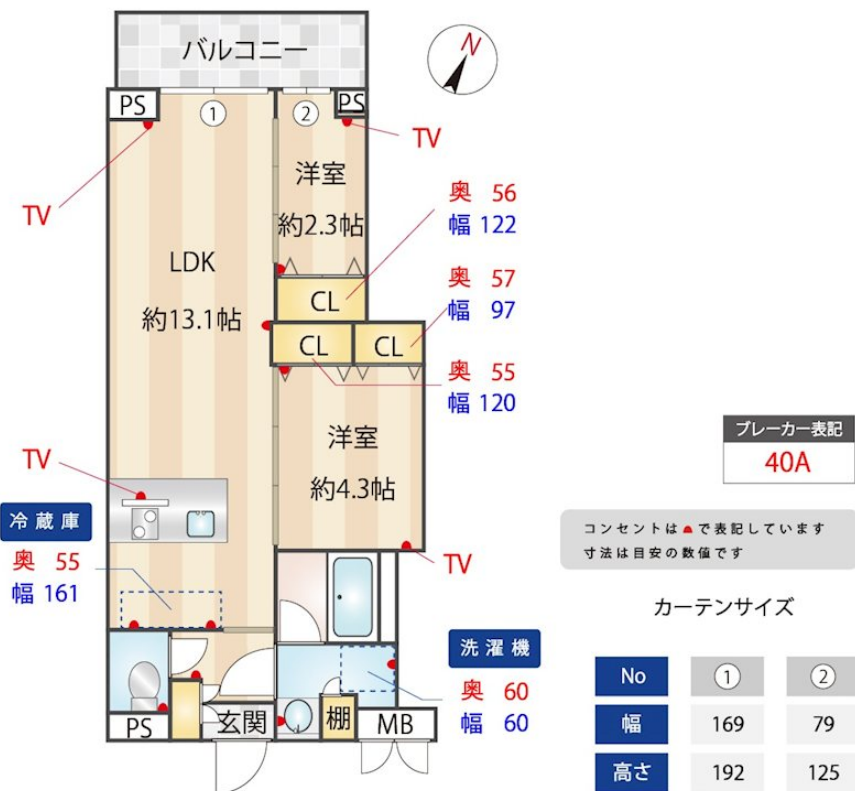 バルコニー
N
PS
①
②
PS
TV
TV
洋室
約2.3帖
奥 56
幅 122
LDK
約13.1帖
CL
奥 57
幅 97
CL
CL
奥 55
幅 120
洋室
約4.3帖
ブレーカー表記
40A
TV
冷蔵庫
奥 55
幅 161
コンセントは で表記しています
寸法は目安の数値です
TV
カーテンサイズ
洗濯機
奥 60
幅 60
No ① ②
幅 169 79
高さ 192 125
PS
玄関
棚
MB